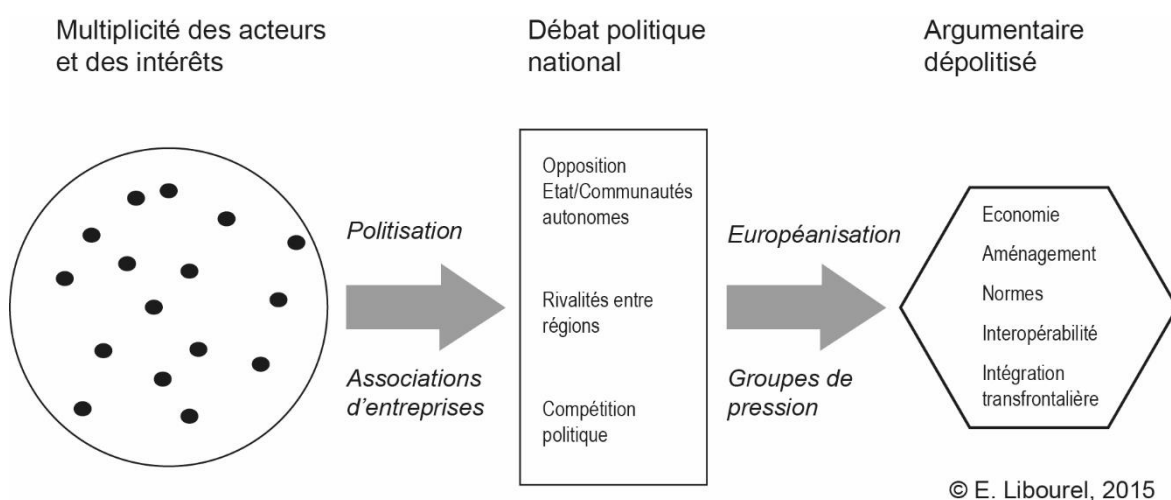 Multiplicité des acteurs
et des intérêts
Débat politique
national
Argumentaire
dépolitisé
Politisation
Associations
d'entreprises
Opposition
Etat/Communautés
autonomes
Rivalités entre
régions
Compétition
politique
Européanisation
Groupes de
pression
Economie
Aménagement
Normes
Interopérabilité
Intégration
transfrontalière
© E. Libourel, 2015